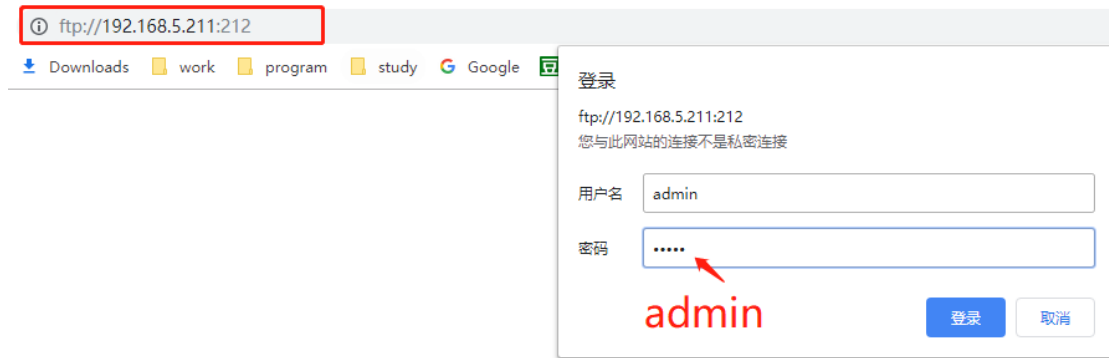 ftp://192.168.5.211:212
Downloads work program study Google 豆
登录
ftp://192.168.5.211:212
您与此网站的连接不是私密连接
用户名 admin
密码 •••••
admin
登录 取消